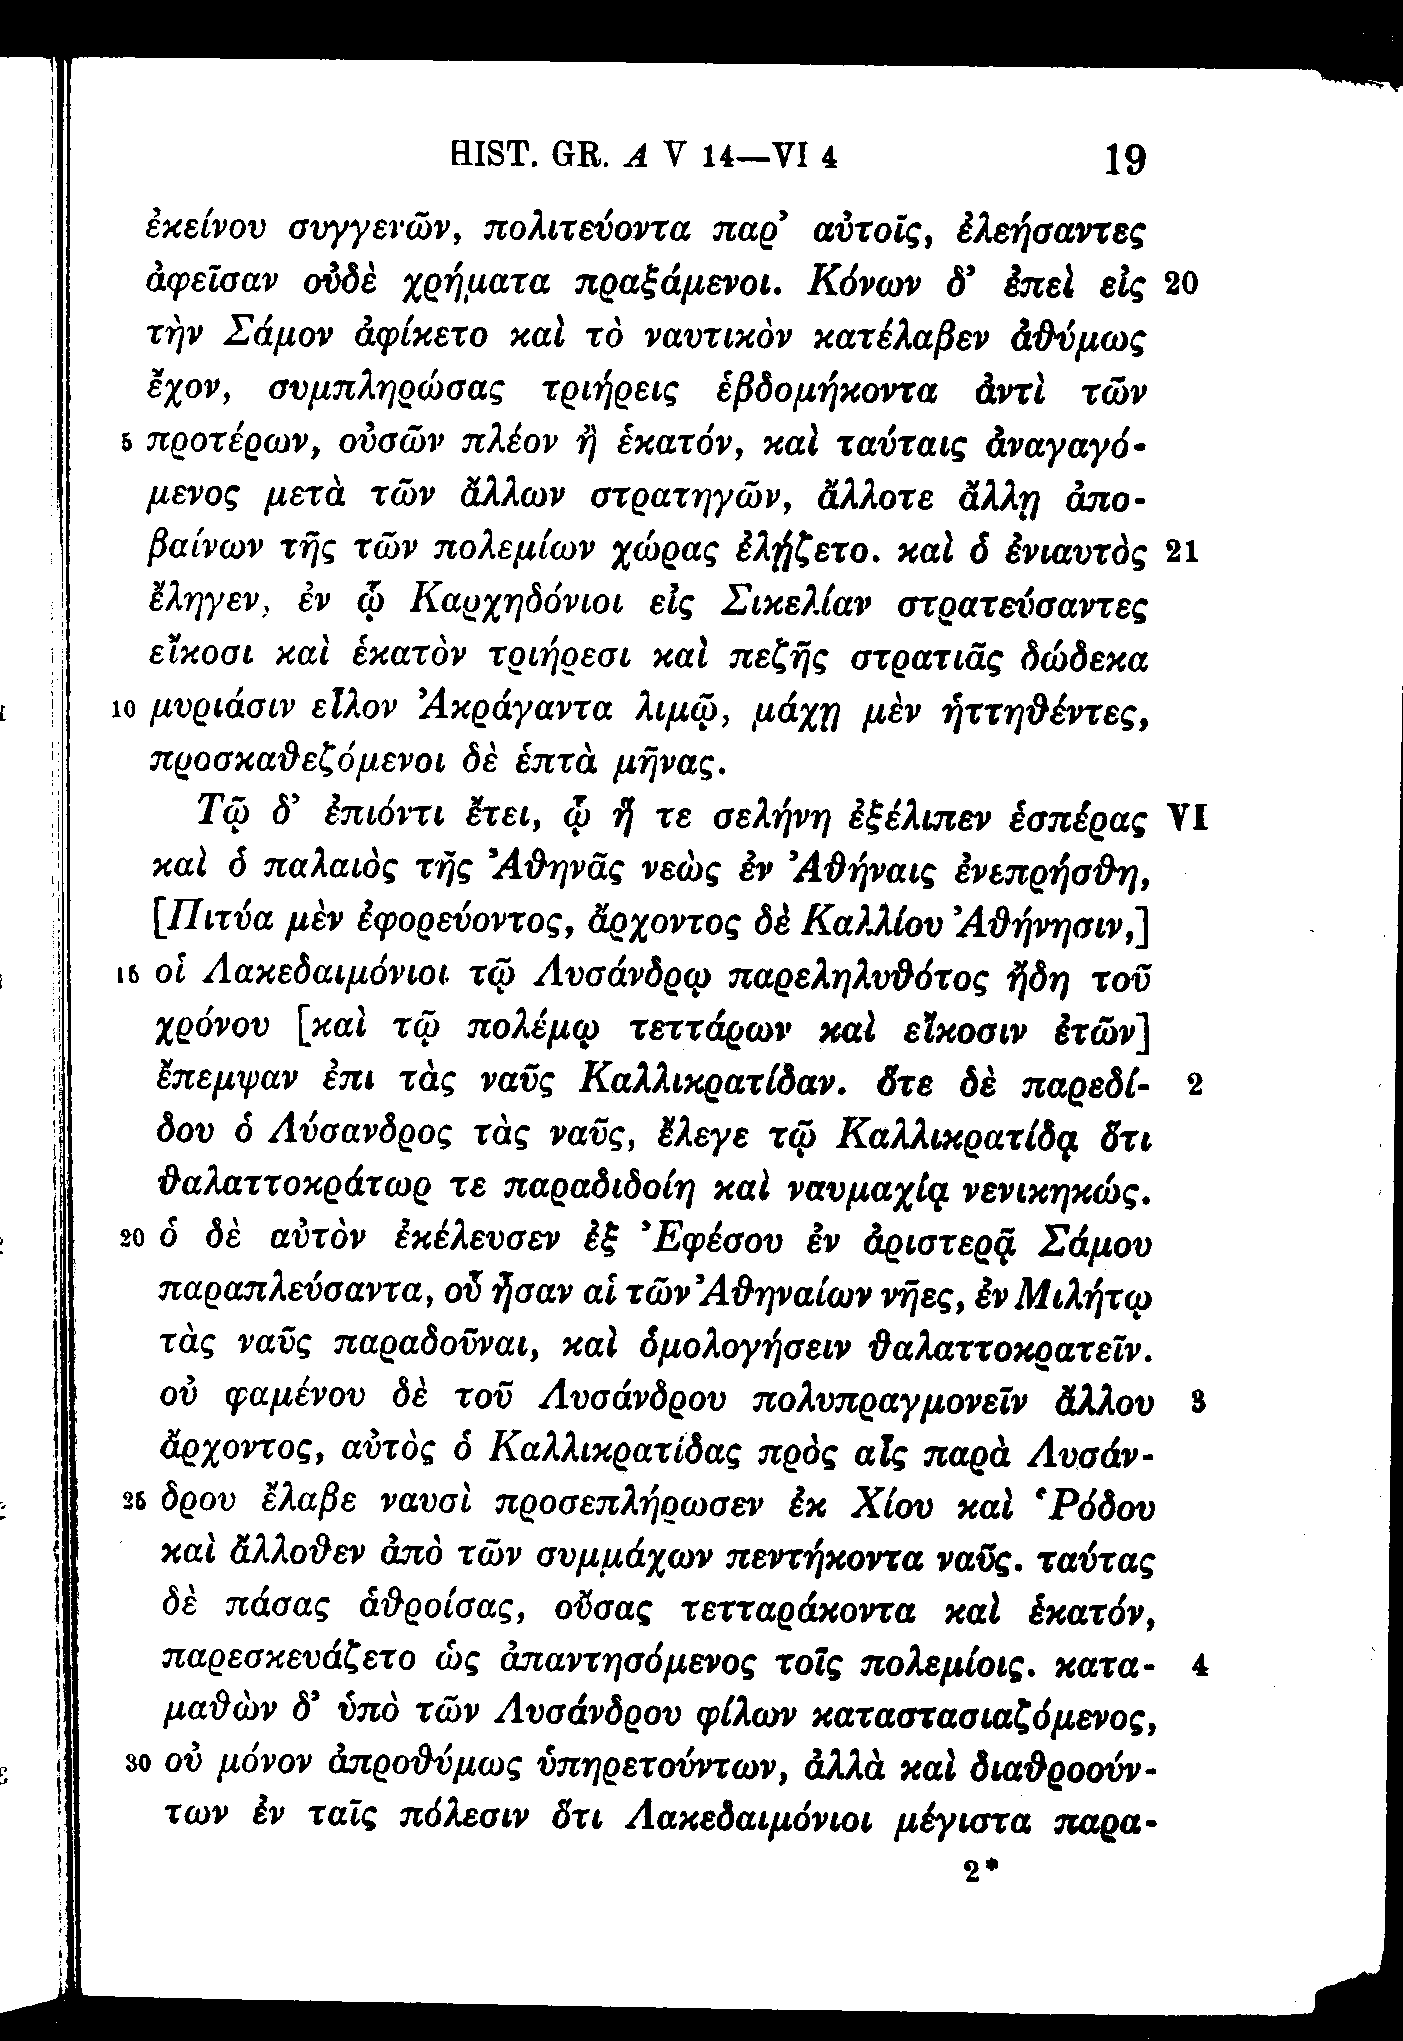 HIST. GR. Α V 14—VI 4 19
ἐκείνου συγγενῶν, πολιτεύοντα παρ’ αὐτοῖς, ἐλεήσαντες
ἀφεῖσαν οὐδὲ χρήματα πραξάμενοι. Κόνων δ’ ἐπεὶ εἰς 20
τὴν Σάμον ἀφίκετο καὶ τὸ ναυτικὸν κατέλαβεν ἀθύμως
ἔχον, συμπληρώσας τριήρεις ἑβδομήκοντα ἀντὶ τῶν
5 προτέρων, οὐσῶν πλέον ἢ ἑκατόν, καὶ ταύταις ἀναγαγό-
μενος μετὰ τῶν ἄλλων στρατηγῶν, ἄλλοτε ἄλλῃ ἀπο-
βαίνων τῆς τῶν πολεμίων χώρας ἐλῄζετο. καὶ ὁ ἐνιαυτὸς 21
ἔληγεν, ἐν ᾧ Καρχηδόνιοι εἰς Σικελίαν στρατεύσαντες
εἴκοσι καὶ ἑκατὸν τριήρεσι καὶ πεζῆς στρατιᾶς δώδεκα
10 μυριάσιν εἷλον Ἀκράγαντα λιμῷ, μάχῃ μὲν ἡττηθέντες,
προσκαθεζόμενοι δὲ ἑπτὰ μῆνας.
Τῷ δ’ ἐπιόντι ἔτει, ᾧ ἥ τε σελήνη ἐξέλιπεν ἑσπέρας VI
καὶ ὁ παλαιὸς τῆς Ἀθηνᾶς νεὼς ἐν Ἀθήναις ἐνεπρήσθη,
[Πιτύα μὲν ἐφορεύοντος, ἄρχοντος δὲ Καλλίου Ἀθήνησιν,]
15 οἱ Λακεδαιμόνιοι τῷ Λυσάνδρῳ παρεληλυθότος ἤδη τοῦ
χρόνου [καὶ τῷ πολέμῳ τεττάρων καὶ εἴκοσιν ἐτῶν]
ἔπεμψαν ἐπι τὰς ναῦς Καλλικρατίδαν. ὅτε δὲ παρεδί- 2
δου ὁ Λύσανδρος τὰς ναῦς, ἔλεγε τῷ Καλλικρατίδᾳ ὅτι
θαλαττοκράτωρ τε παραδιδοίη καὶ ναυμαχίᾳ νενικηκώς.
20 ὁ δὲ αὐτὸν ἐκέλευσεν ἐξ Ἐφέσου ἐν ἀριστερᾷ Σάμου
παραπλεύσαντα, οὗ ἦσαν αἱ τῶν Ἀθηναίων νῆες, ἐν Μιλήτῳ
τὰς ναῦς παραδοῦναι, καὶ ὁμολογήσειν θαλαττοκρατεῖν.
οὐ φαμένου δὲ τοῦ Λυσάνδρου πολυπραγμονεῖν ἄλλου 3
ἄρχοντος, αὐτὸς ὁ Καλλικρατίδας πρὸς αἷς παρὰ Λυσάν-
25 δρου ἔλαβε ναυσὶ προσεπλήρωσεν ἐκ Χίου καὶ Ῥόδου
καὶ ἄλλοθεν ἀπὸ τῶν συμμάχων πεντήκοντα ναῦς. ταύτας
δὲ πάσας ἁθροίσας, οὔσας τετταράκοντα καὶ ἑκατόν,
παρεσκευάζετο ὡς ἀπαντησόμενος τοῖς πολεμίοις. κατα- 4
μαθὼν δ’ ὑπὸ τῶν Λυσάνδρου φίλων καταστασιαζόμενος,
30 οὐ μόνον ἀπροθύμως ὑπηρετούντων, ἀλλὰ καὶ διαθροούν-
των ἐν ταῖς πόλεσιν ὅτι Λακεδαιμόνιοι μέγιστα παρα-
2*